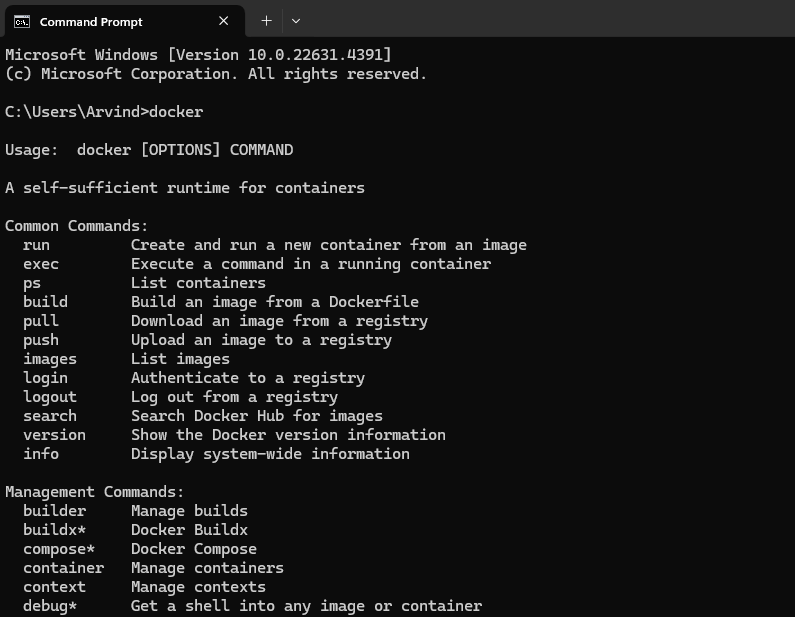 Command Prompt
Microsoft Windows [Version 10.0.22631.4391]
(c) Microsoft Corporation. All rights reserved.
C:\Users\Arvind>docker
Usage:  docker [OPTIONS] COMMAND
A self-sufficient runtime for containers
Common Commands:
  run         Create and run a new container from an image
  exec        Execute a command in a running container
  ps          List containers
  build       Build an image from a Dockerfile
  pull        Download an image from a registry
  push        Upload an image to a registry
  images      List images
  login       Authenticate to a registry
  logout      Log out from a registry
  search      Search Docker Hub for images
  version     Show the Docker version information
  info        Display system-wide information
Management Commands:
  builder     Manage builds
  buildx*     Docker Buildx
  compose*    Docker Compose
  container   Manage containers
  context     Manage contexts
  debug*      Get a shell into any image or container